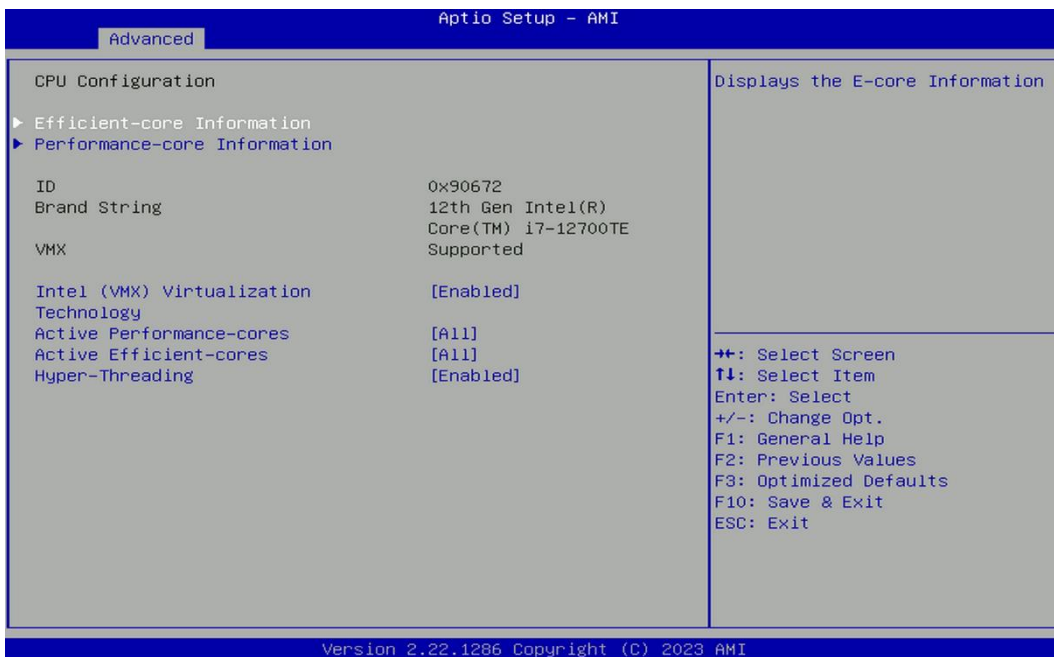 Aptio Setup – AMI
Advanced
CPU Configuration
Efficient-core Information
Performance-core Information
ID 0x90672
Brand String 12th Gen Intel(R)
Core(TM) i7-12700TE
VMX Supported
Intel (VMX) Virtualization [Enabled]
Technology
Active Performance-cores [All]
Active Efficient-cores [All]
Hyper-Threading [Enabled]
Displays the E-core Information
→←: Select Screen
↑↓: Select Item
Enter: Select
+/-: Change Opt.
F1: General Help
F2: Previous Values
F3: Optimized Defaults
F10: Save & Exit
ESC: Exit
Version 2.22.1286 Copyright (C) 2023 AMI